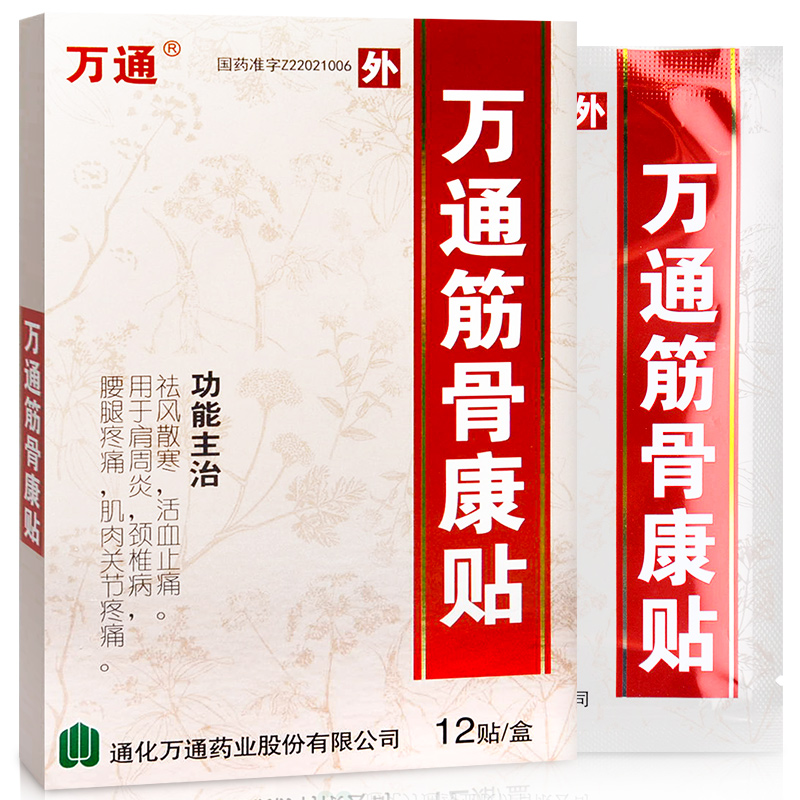 万通®
国药准字Z22021006
外
万通筋骨康贴
功能主治
祛风散寒，活血止痛。
用于肩周炎，颈椎病，
腰腿疼痛，肌肉关节疼痛。
通化万通药业股份有限公司
12贴/盒
万通筋骨康贴
外
万通筋骨康贴
司